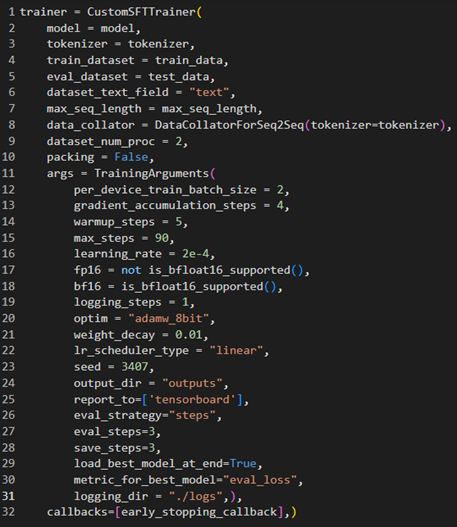 1 trainer = CustomSFTTrainer(
2     model = model,
3     tokenizer = tokenizer,
4     train_dataset = train_data,
5     eval_dataset = test_data,
6     dataset_text_field = "text",
7     max_seq_length = max_seq_length,
8     data_collator = DataCollatorForSeq2Seq(tokenizer=tokenizer),
9     dataset_num_proc = 2,
10     packing = False,
11     args = TrainingArguments(
12         per_device_train_batch_size = 2,
13         gradient_accumulation_steps = 4,
14         warmup_steps = 5,
15         max_steps = 90,
16         learning_rate = 2e-4,
17         fp16 = not is_bfloat16_supported(),
18         bf16 = is_bfloat16_supported(),
19         logging_steps = 1,
20         optim = "adamw_8bit",
21         weight_decay = 0.01,
22         lr_scheduler_type = "linear",
23         seed = 3407,
24         output_dir = "outputs",
25         report_to=['tensorboard'],
26         eval_strategy="steps",
27         eval_steps=3,
28         save_steps=3,
29         load_best_model_at_end=True,
30         metric_for_best_model="eval_loss",
31         logging_dir = "./logs",),
32     callbacks=[early_stopping_callback],)